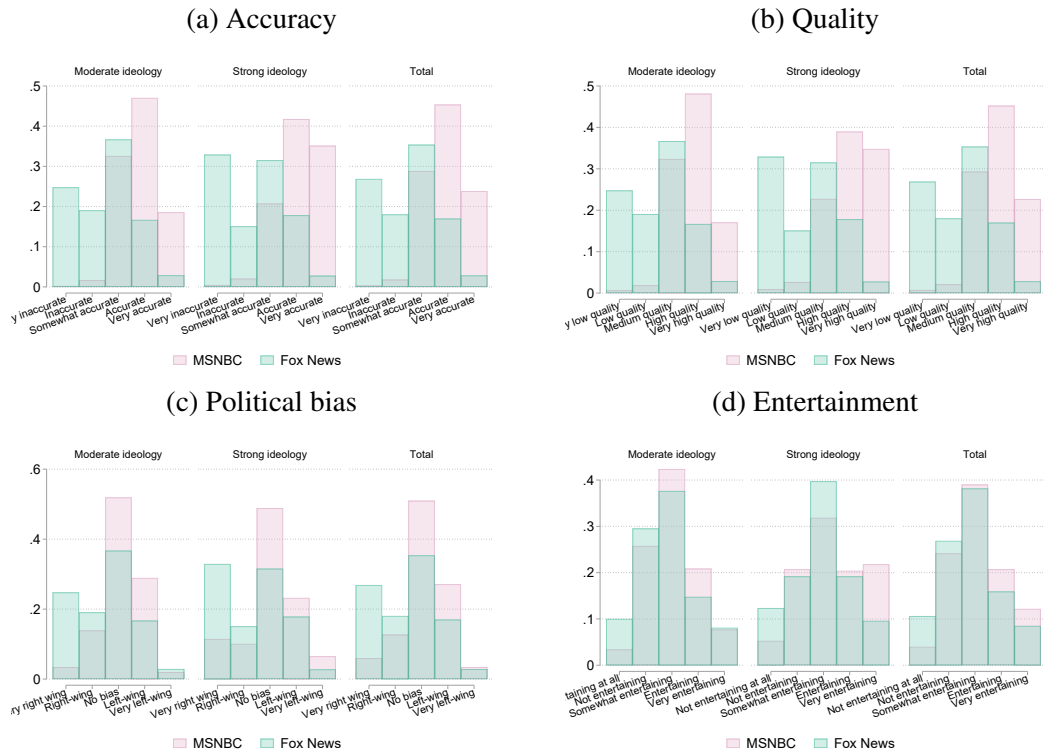 (a) Accuracy
Moderate ideology Strong ideology Total
.5
.4
.3
.2
.1
0
y inaccurate
Inaccurate
Somewhat accurate
Accurate
Very accurate
Very inaccurate
Inaccurate
Somewhat accurate
Accurate
Very accurate
Very inaccurate
Inaccurate
Somewhat accurate
Accurate
Very accurate
MSNBC Fox News
(b) Quality
Moderate ideology Strong ideology Total
.5
.4
.3
.2
.1
0
y low quality
Low quality
Medium quality
High quality
Very high quality
Very low quality
Low quality
Medium quality
High quality
Very high quality
Very low quality
Low quality
Medium quality
High quality
Very high quality
MSNBC Fox News
(c) Political bias
Moderate ideology Strong ideology Total
.6
.4
.2
0
ry right wing
Right-wing
No bias
Left-wing
Very left-wing
Very right wing
Right-wing
No bias
Left-wing
Very left-wing
Very right wing
Right-wing
No bias
Left-wing
Very left-wing
MSNBC Fox News
(d) Entertainment
Moderate ideology Strong ideology Total
.4
.3
.2
.1
0
taining at all
Not entertaining
Somewhat entertaining
Entertaining
Very entertaining
Not entertaining at all
Not entertaining
Somewhat entertaining
Entertaining
Very entertaining
Not entertaining at all
Not entertaining
Somewhat entertaining
Entertaining
Very entertaining
MSNBC Fox News